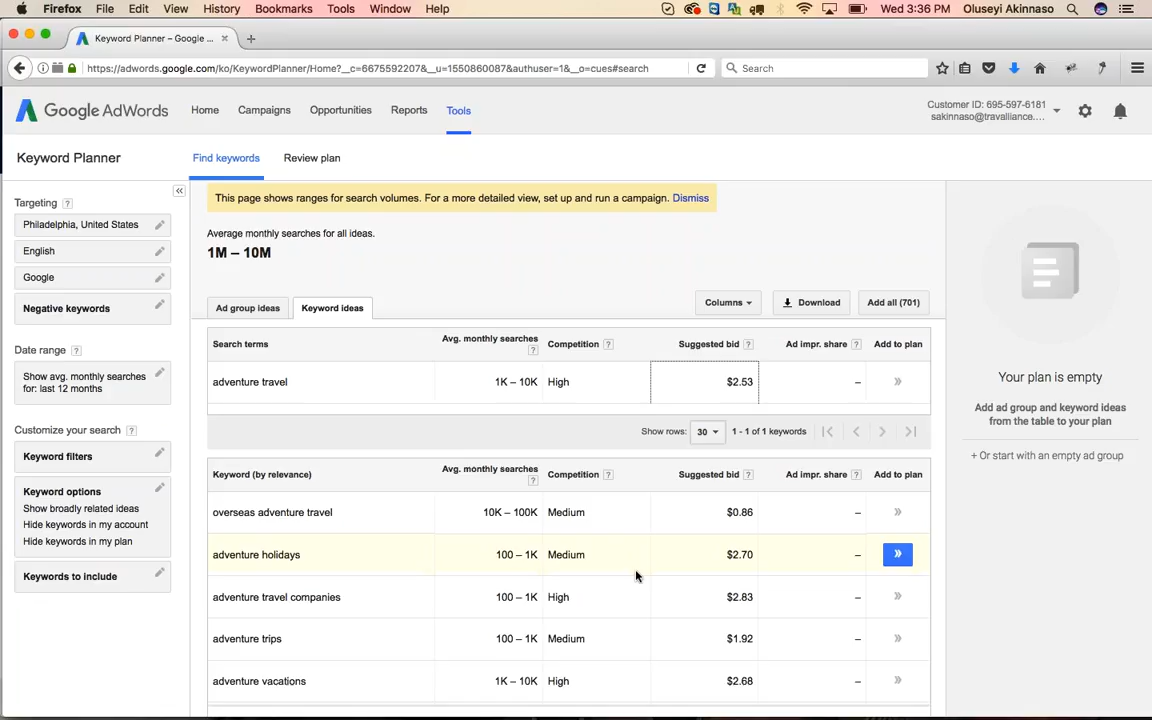 Firefox File Edit View History Bookmarks Tools Window Help Wed 3:36 PM Oluseyi Akinnaso
Keyword Planner – Google ...
https://adwords.google.com/ko/KeywordPlanner/Home?__c=6675592207&__u=1550860087&authuser=1&__o=cues#search Search
Google AdWords Home Campaigns Opportunities Reports Tools
Customer ID: 695-597-6181
sakinnaso@travalliance....
Keyword Planner Find keywords Review plan
Targeting ?
Philadelphia, United States
English
Google
Negative keywords
Date range ?
Show avg. monthly searches
for: last 12 months
Customize your search ?
Keyword filters
Keyword options
Show broadly related ideas
Hide keywords in my account
Hide keywords in my plan
Keywords to include
This page shows ranges for search volumes. For a more detailed view, set up and run a campaign. Dismiss
Average monthly searches for all ideas.
1M – 10M
Ad group ideas Keyword ideas Columns Download Add all (701)
Search terms Avg. monthly searches ? Competition ? Suggested bid ? Ad impr. share ? Add to plan
adventure travel 1K – 10K High $2.53 – »
Show rows: 30 1 - 1 of 1 keywords
Keyword (by relevance) Avg. monthly searches ? Competition ? Suggested bid ? Ad impr. share ? Add to plan
overseas adventure travel 10K – 100K Medium $0.86 – »
adventure holidays 100 – 1K Medium $2.70 – »
adventure travel companies 100 – 1K High $2.83 – »
adventure trips 100 – 1K Medium $1.92 – »
adventure vacations 1K – 10K High $2.68 – »
Your plan is empty
Add ad group and keyword ideas
from the table to your plan
+ Or start with an empty ad group